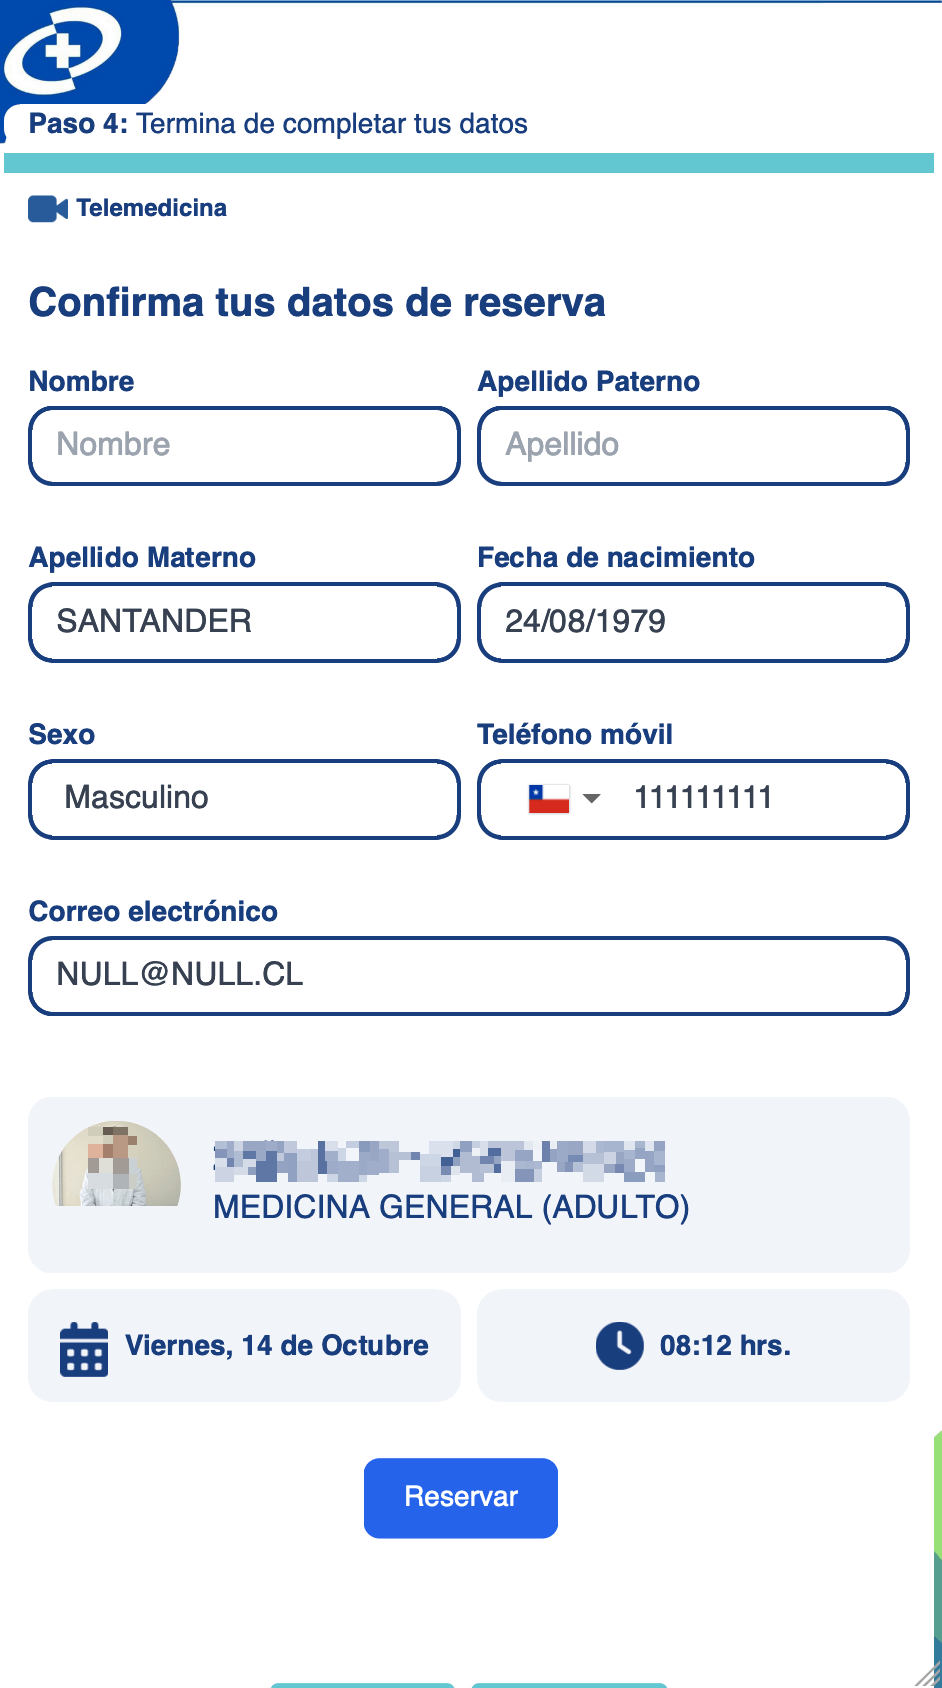 Paso 4: Termina de completar tus datos
Telemedicina
Confirma tus datos de reserva
Nombre
Apellido Paterno
Nombre
Apellido
Apellido Materno
Fecha de nacimiento
SANTANDER
24/08/1979
Sexo
Teléfono móvil
Masculino
111111111
Correo electrónico
NULL@NULL.CL
MEDICINA GENERAL (ADULTO)
Viernes, 14 de Octubre
08:12 hrs.
Reservar